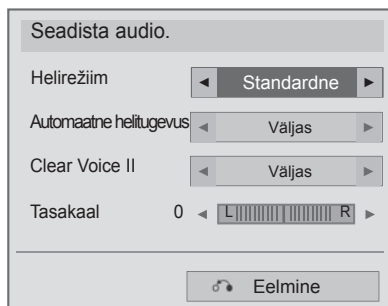 Seadista audio.
Helirežiim ◄ Standardne ►
Automaatne helitugevus ◄ Väljas ►
Clear Voice II ◄ Väljas ►
Tasakaal 0 ◄ L R ►
Eelmine